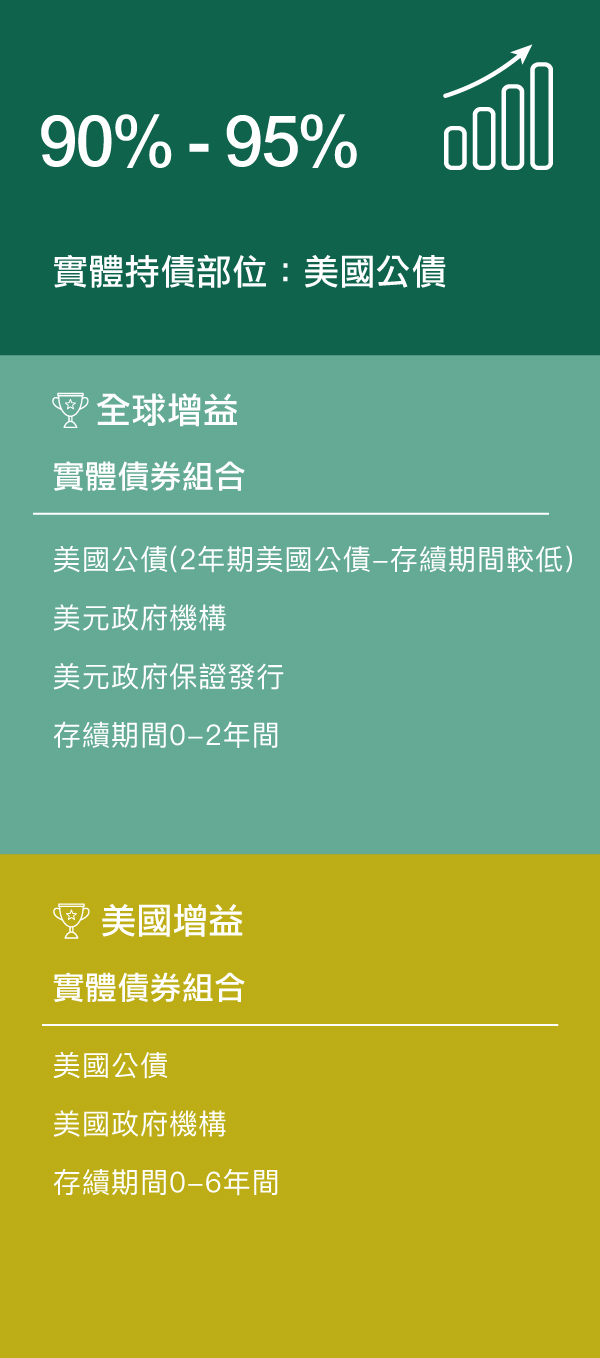 90% - 95%
實體持債部位：美國公債
全球增益
實體債券組合
美國公債(2年期美國公債–存續期間較低)
美元政府機構
美元政府保證發行
存續期間0–2年間
美國增益
實體債券組合
美國公債
美國政府機構
存續期間0–6年間